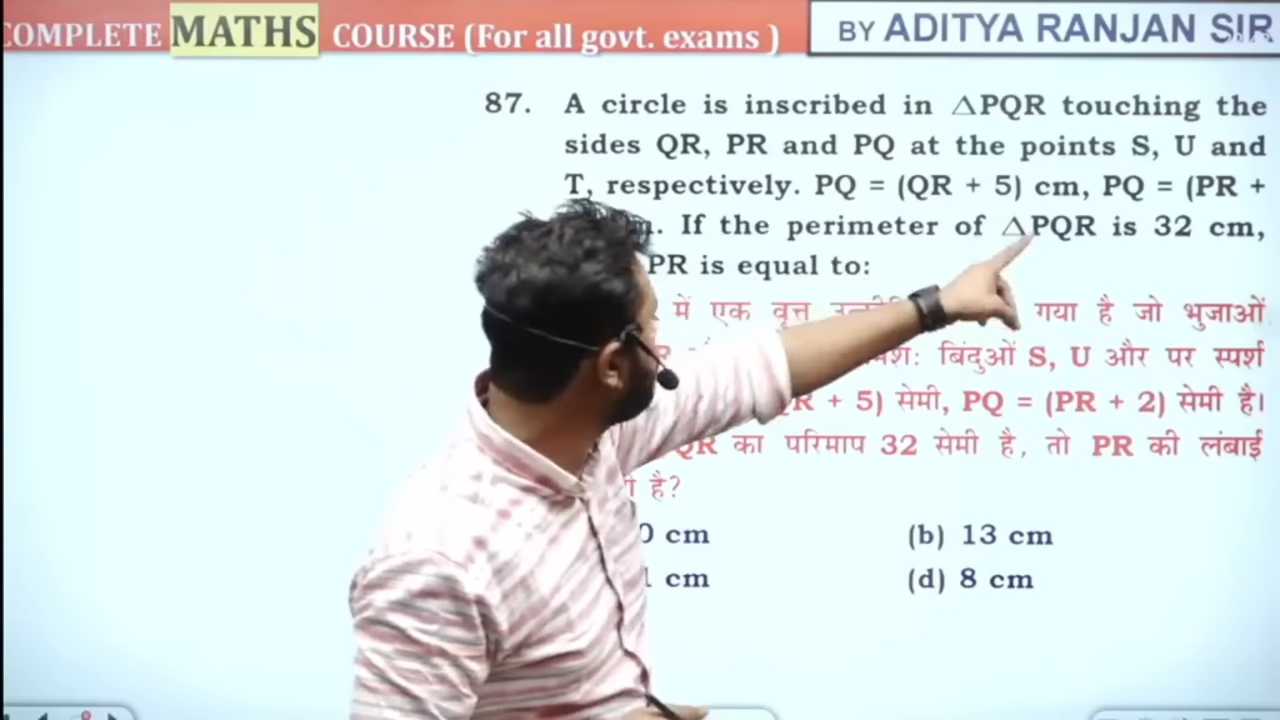 COMPLETE MATHS COURSE (For all govt. exams )
BY ADITYA RANJAN SIR
87. A circle is inscribed in △PQR touching the
sides QR, PR and PQ at the points S, U and
T, respectively. PQ = (QR + 5) cm, PQ = (PR +
. If the perimeter of △PQR is 32 cm,
PR is equal to:
में एक वृत्त गया है जो भुजाओं
बिंदुओं S, U और पर स्पर्श
+ 5) सेमी, PQ = (PR + 2) सेमी है।
QR का परिमाप 32 सेमी है, तो PR की लंबाई
है?
0 cm
(b) 13 cm
cm
(d) 8 cm